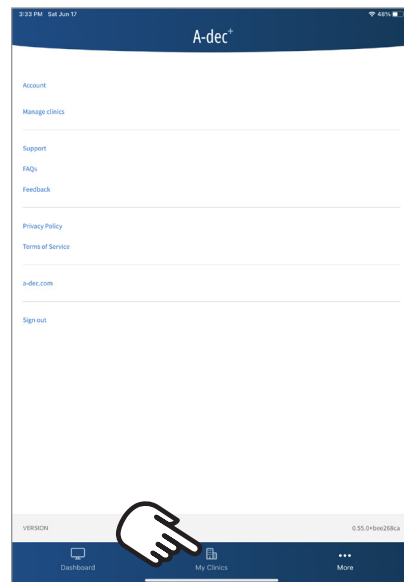 3:33 PM Sat Jun 17 48%
A-dec+
Account
Manage clinics
Support
FAQs
Feedback
Privacy Policy
Terms of Service
a-dec.com
Sign out
VERSION 0.55.0+bee268ca
Dashboard My Clinics More